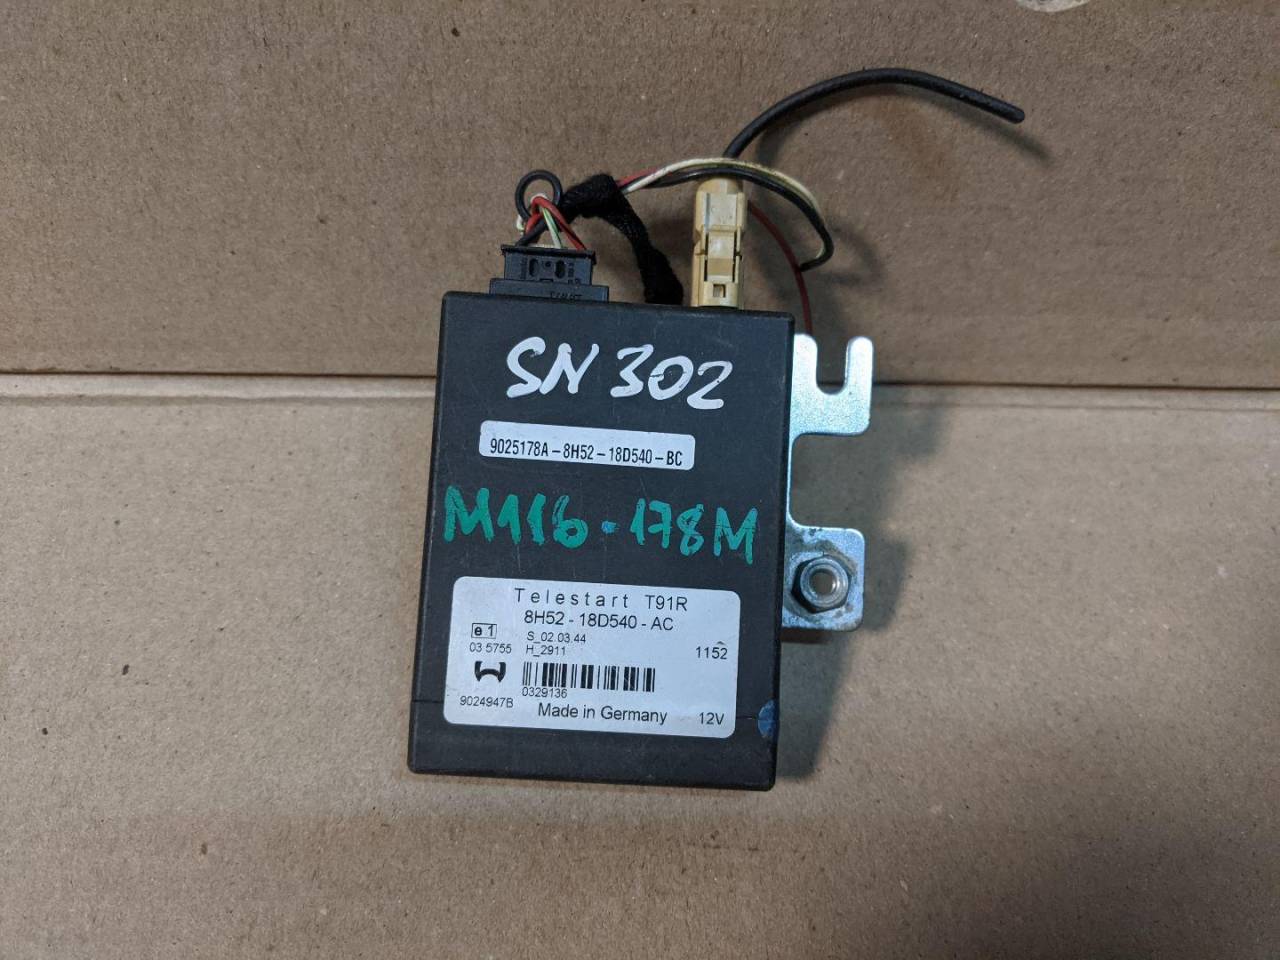 SN 302
9025178A-8H52-18D540-BC
M116-178M
Telestart T91R
8H52-18D540-AC
e1
03 5755
S_02.03.44
H_2911
1152
0329136
9024947B
Made in Germany
12V